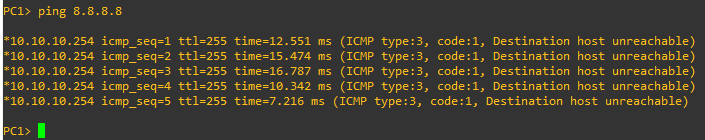 PC1> ping 8.8.8.8
*10.10.10.254 icmp_seq=1 ttl=255 time=12.551 ms (ICMP type:3, code:1, Destination host unreachable)
*10.10.10.254 icmp_seq=2 ttl=255 time=15.474 ms (ICMP type:3, code:1, Destination host unreachable)
*10.10.10.254 icmp_seq=3 ttl=255 time=16.787 ms (ICMP type:3, code:1, Destination host unreachable)
*10.10.10.254 icmp_seq=4 ttl=255 time=10.342 ms (ICMP type:3, code:1, Destination host unreachable)
*10.10.10.254 icmp_seq=5 ttl=255 time=7.216 ms (ICMP type:3, code:1, Destination host unreachable)
PC1>